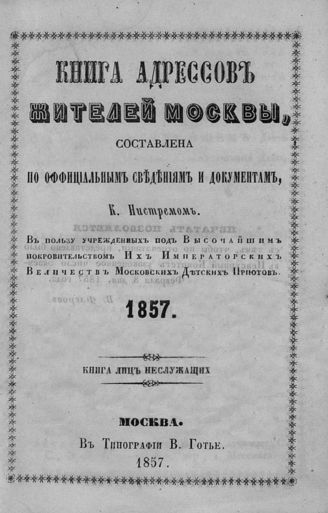 КНИГА АДРЕССОВЪ
ЖИТЕЛЕЙ МОСКВЫ,
СОСТАВЛЕНА
ПО ОФФИЦІАЛЬНЫМЪ СВѢДѢНІЯМЪ И ДОКУМЕНТАМЪ,
К. Нистремомъ.
Въ пользу учрежденныхъ подъ Высочайшимъ
покровительствомъ Ихъ Императорскихъ
Величествъ Московскихъ Дѣтскихъ Прютовъ.
1857.
КНИГА ЛИЦЪ НЕСЛУЖАЩИХЪ
МОСКВА.
Въ Типографіи В. Готье.
1857.